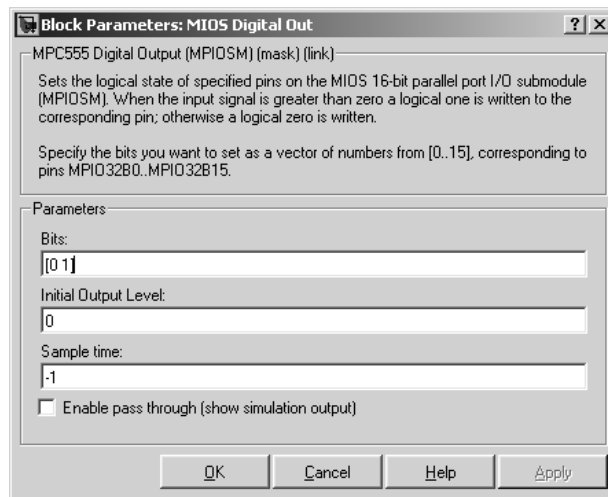 Block Parameters: MIOS Digital Out
MPC555 Digital Output (MPIOSM) (mask) (link)
Sets the logical state of specified pins on the MIOS 16-bit parallel port I/O submodule
(MPIOSM). When the input signal is greater than zero a logical one is written to the
corresponding pin; otherwise a logical zero is written.
Specify the bits you want to set as a vector of numbers from [0..15], corresponding to
pins MPIO32B0..MPIO32B15.
Parameters
Bits:
[0 1]
Initial Output Level:
0
Sample time:
-1
Enable pass through (show simulation output)
OK Cancel Help Apply